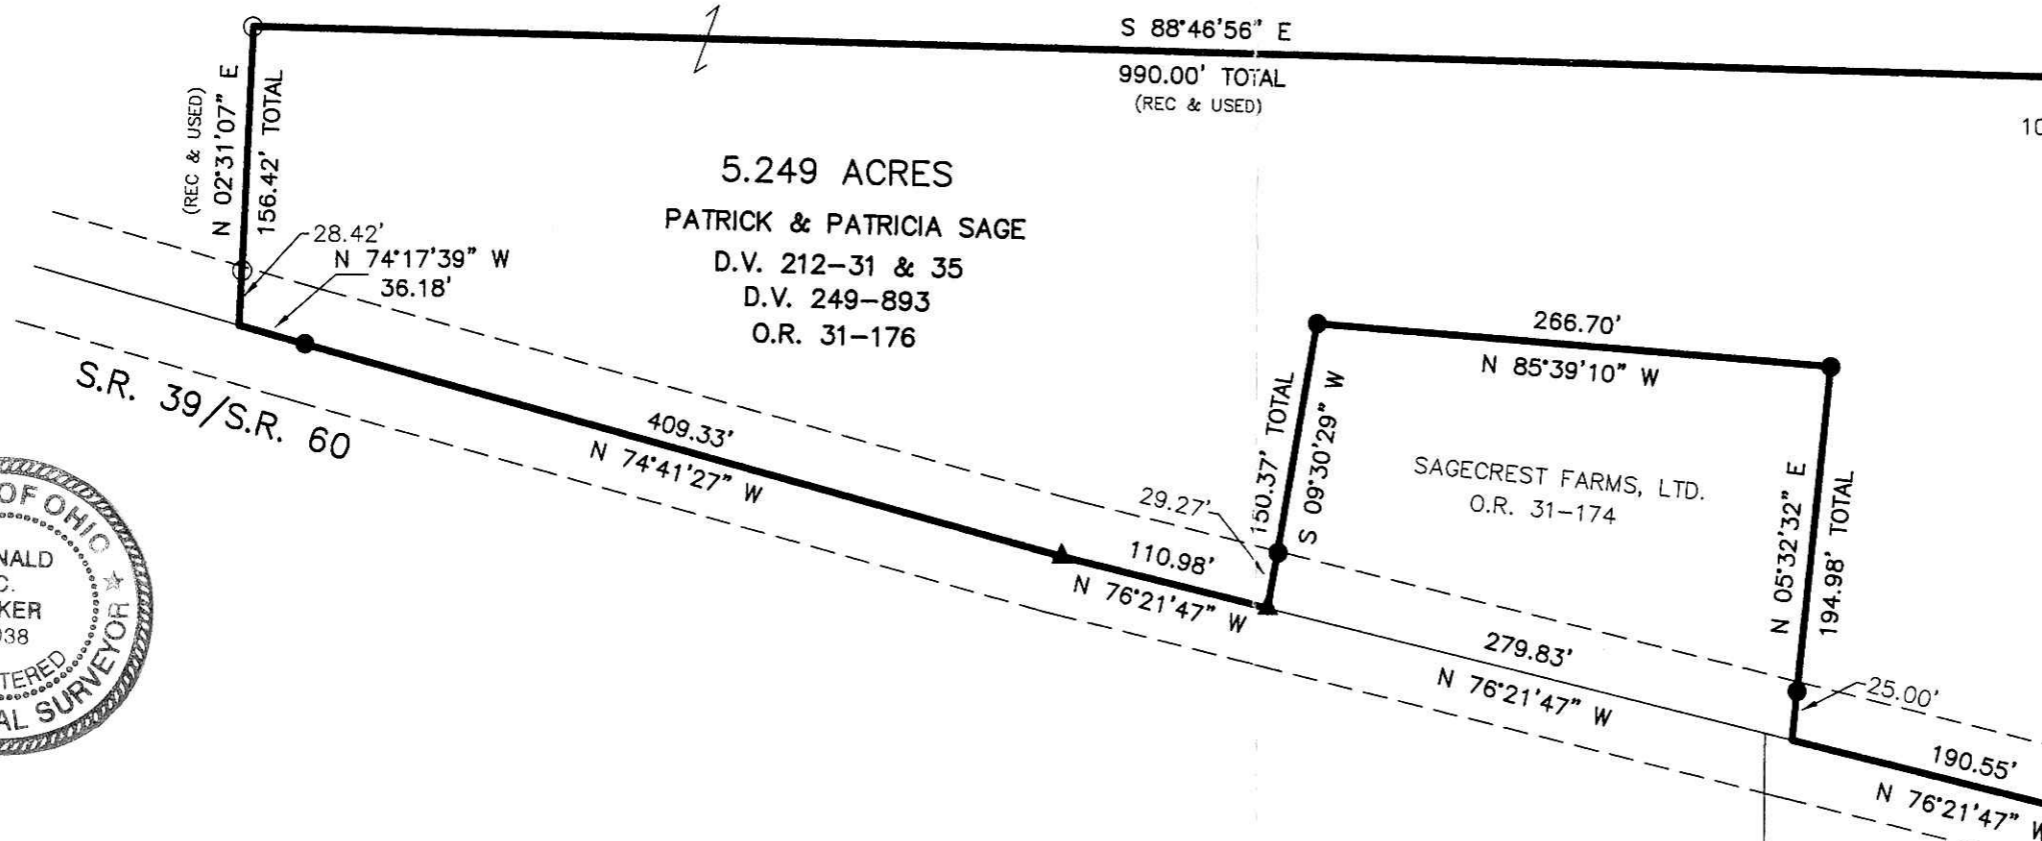 S 88°46'56" E
990.00' TOTAL
(REC & USED)
10
(REC & USED)
N 02°31'07" E
156.42' TOTAL
28.42'
N 74°17'39" W
36.18'
5.249 ACRES
PATRICK & PATRICIA SAGE
D.V. 212-31 & 35
D.V. 249-893
O.R. 31-176
S.R. 39/S.R. 60
409.33'
N 74°41'27" W
110.98'
N 76°21'47" W
29.27'
150.37' TOTAL
S 09°30'29" W
266.70'
N 85°39'10" W
SAGECREST FARMS, LTD.
O.R. 31-174
N 05°32'32" E
194.98' TOTAL
279.83'
N 76°21'47" W
25.00'
190.55'
N 76°21'47" W
OF OHIO
NALD
C.
KER
938
TERED
AL SURVEYOR